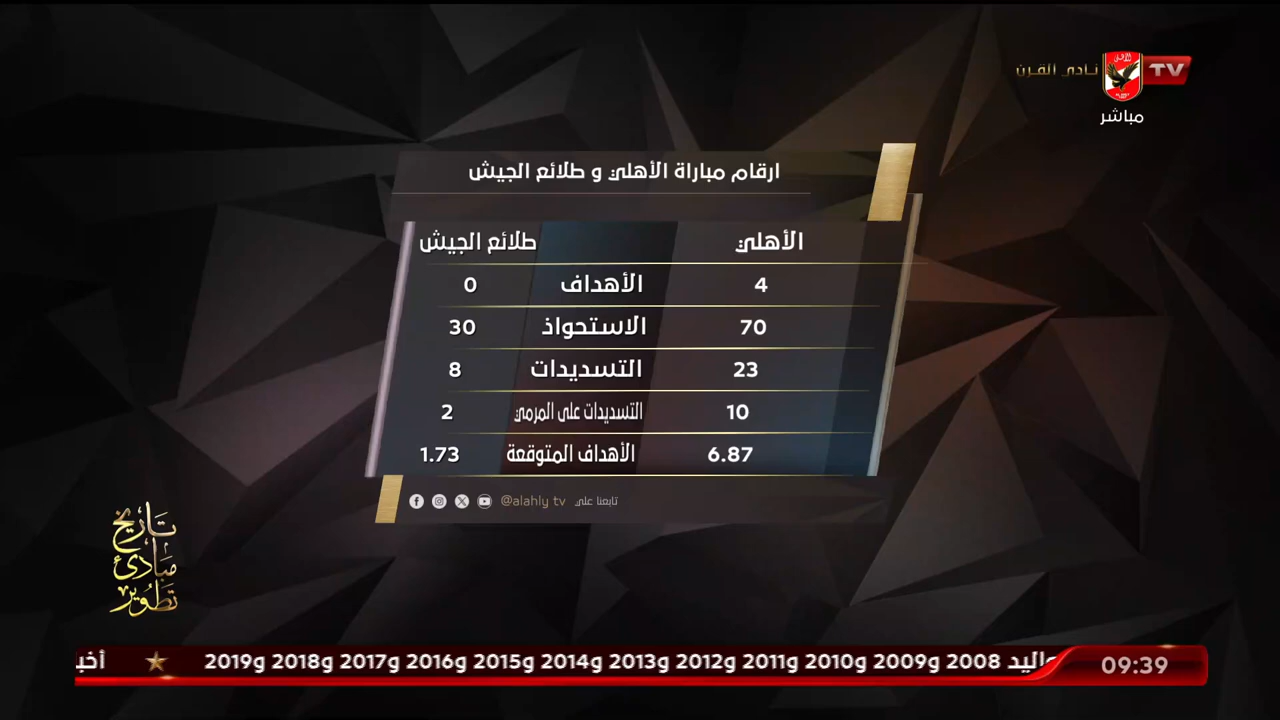 نادي القرن
TV
مباشر
ارقام مباراة الأهلي و طلائع الجيش
الأهلي طلائع الجيش
4 الأهداف 0
70 الاستحواذ 30
23 التسديدات 8
10 التسديدات على المرمي 2
6.87 الأهداف المتوقعة 1.73
تابعنا علي @alahly tv
تاريخ
مبادئ
تطوير
09:39
2008 و2009 و2010 و2011 و2012 و2013 و2014 و2015 و2016 و2017 و2018 و2019